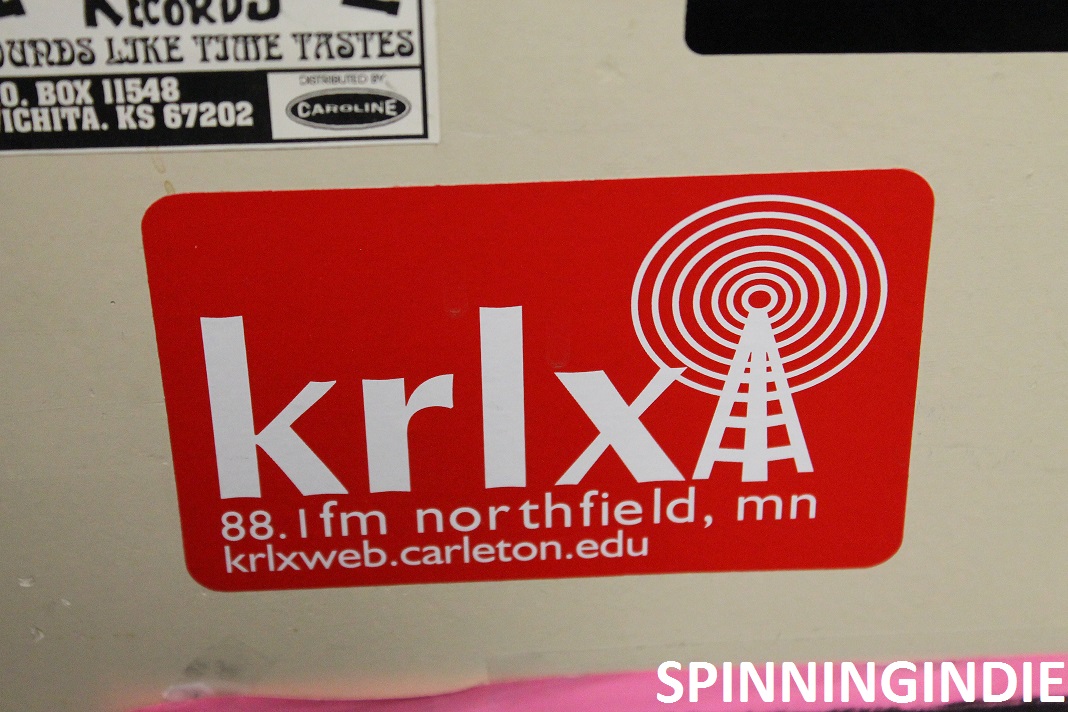 RECORDS
OUNDS LIKE TIME TASTES
O. BOX 11548
ICHITA. KS 67202
DISTRIBUTED BY
CAROLINE
krlx
88.1fm northfield, mn
krlxweb.carleton.edu
SPINNINGINDIE